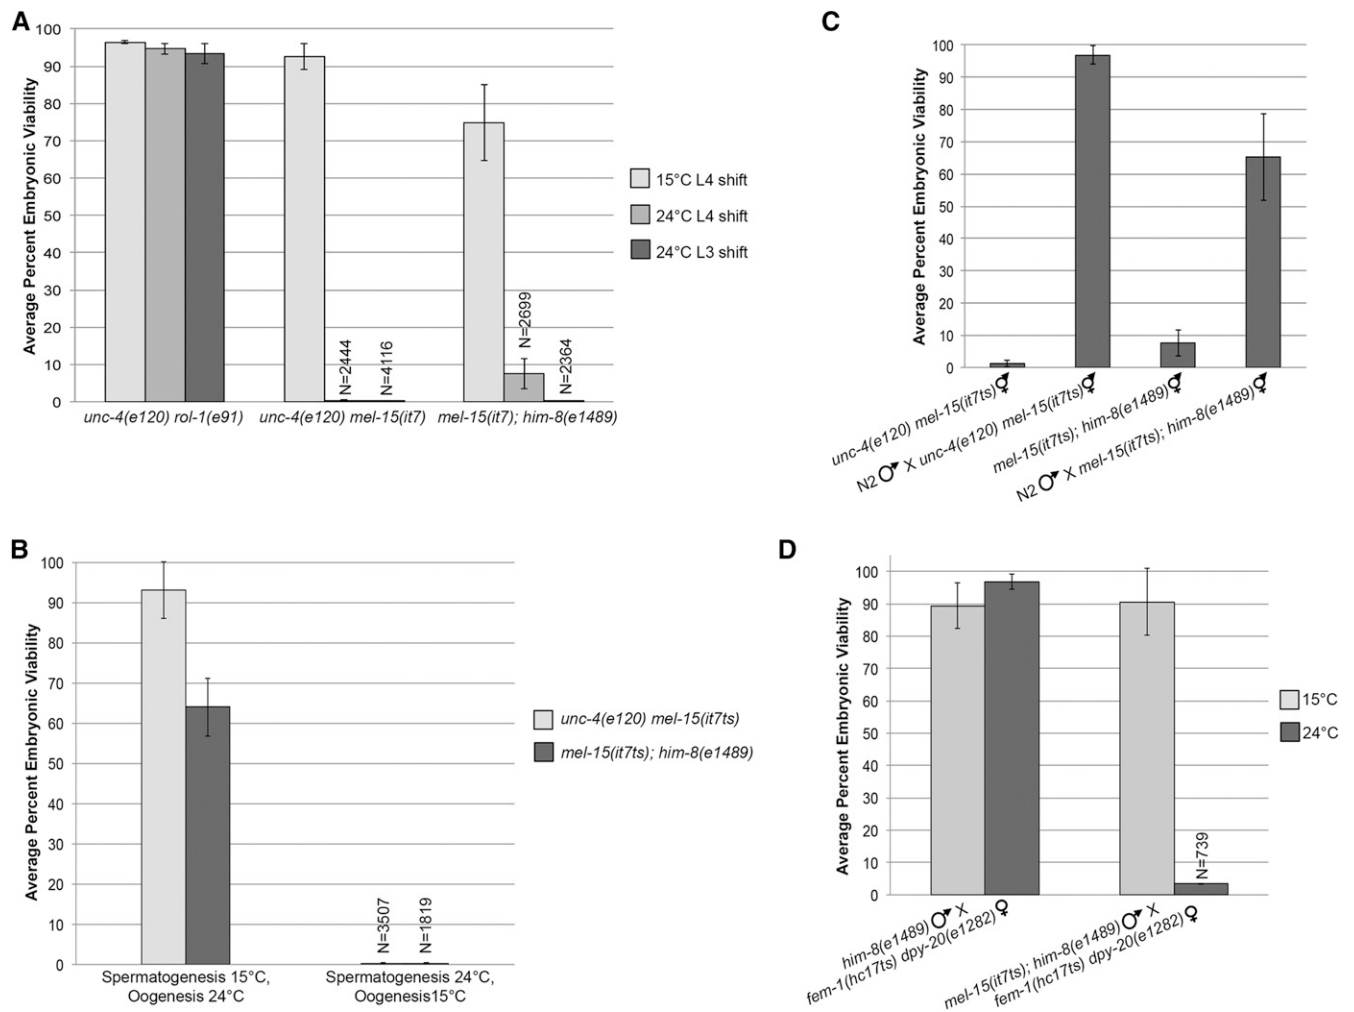 A
Average Percent Embryonic Viability
100
90
80
70
60
50
40
30
20
10
0
N=2444
N=4116
N=2699
N=2364
unc-4(e120) rol-1(e91)
unc-4(e120) mel-15(it7)
mel-15(it7); him-8(e1489)
15°C L4 shift
24°C L4 shift
24°C L3 shift
C
Average Percent Embryonic Viability
100
90
80
70
60
50
40
30
20
10
0
unc-4(e120) mel-15(it7ts)⚥
N2 ♂ X unc-4(e120) mel-15(it7ts)⚥
mel-15(it7ts); him-8(e1489)⚥
N2 ♂ X mel-15(it7ts); him-8(e1489)⚥
B
Average Percent Embryonic Viability
100
90
80
70
60
50
40
30
20
10
0
N=3507
N=1819
Spermatogenesis 15°C,
Oogenesis 24°C
Spermatogenesis 24°C,
Oogenesis15°C
unc-4(e120) mel-15(it7ts)
mel-15(it7ts); him-8(e1489)
D
Average Percent Embryonic Viability
100
90
80
70
60
50
40
30
20
10
0
N=739
him-8(e1489) ♂ X
fem-1(hc17ts) dpy-20(e1282) ♀
mel-15(it7ts); him-8(e1489) ♂ X
fem-1(hc17ts) dpy-20(e1282) ♀
15°C
24°C